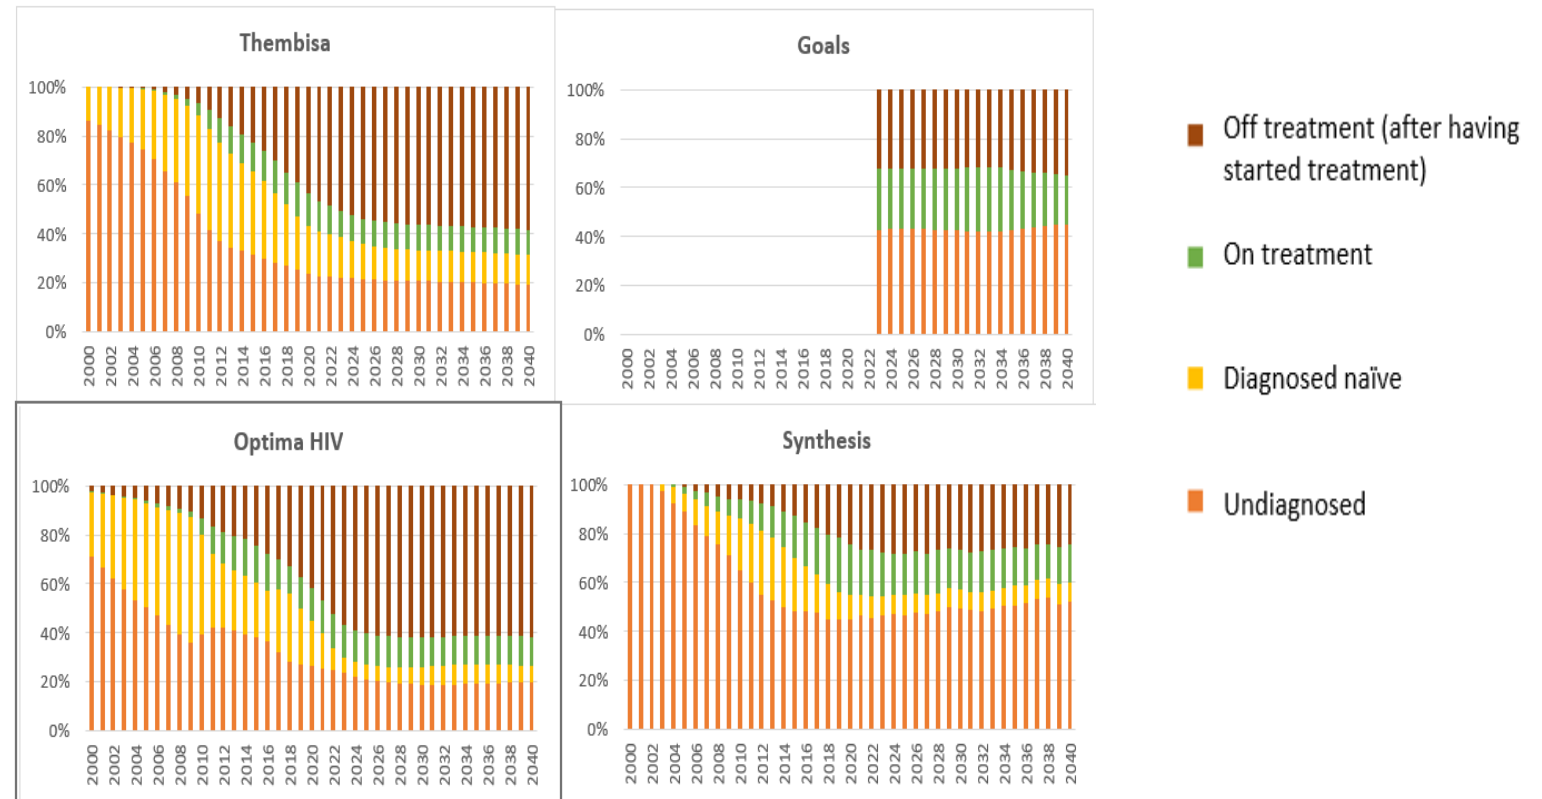 Thembisa
100%
80%
60%
40%
20%
0%
2000 2002 2004 2006 2008 2010 2012 2014 2016 2018 2020 2022 2024 2026 2028 2030 2032 2034 2036 2038 2040
Goals
100%
80%
60%
40%
20%
0%
2000 2002 2004 2006 2008 2010 2012 2014 2016 2018 2020 2022 2024 2026 2028 2030 2032 2034 2036 2038 2040
Optima HIV
100%
80%
60%
40%
20%
0%
2000 2002 2004 2006 2008 2010 2012 2014 2016 2018 2020 2022 2024 2026 2028 2030 2032 2034 2036 2038 2040
Synthesis
100%
80%
60%
40%
20%
0%
2000 2002 2004 2006 2008 2010 2012 2014 2016 2018 2020 2022 2024 2026 2028 2030 2032 2034 2036 2038 2040
Off treatment (after having
started treatment)
On treatment
Diagnosed naïve
Undiagnosed